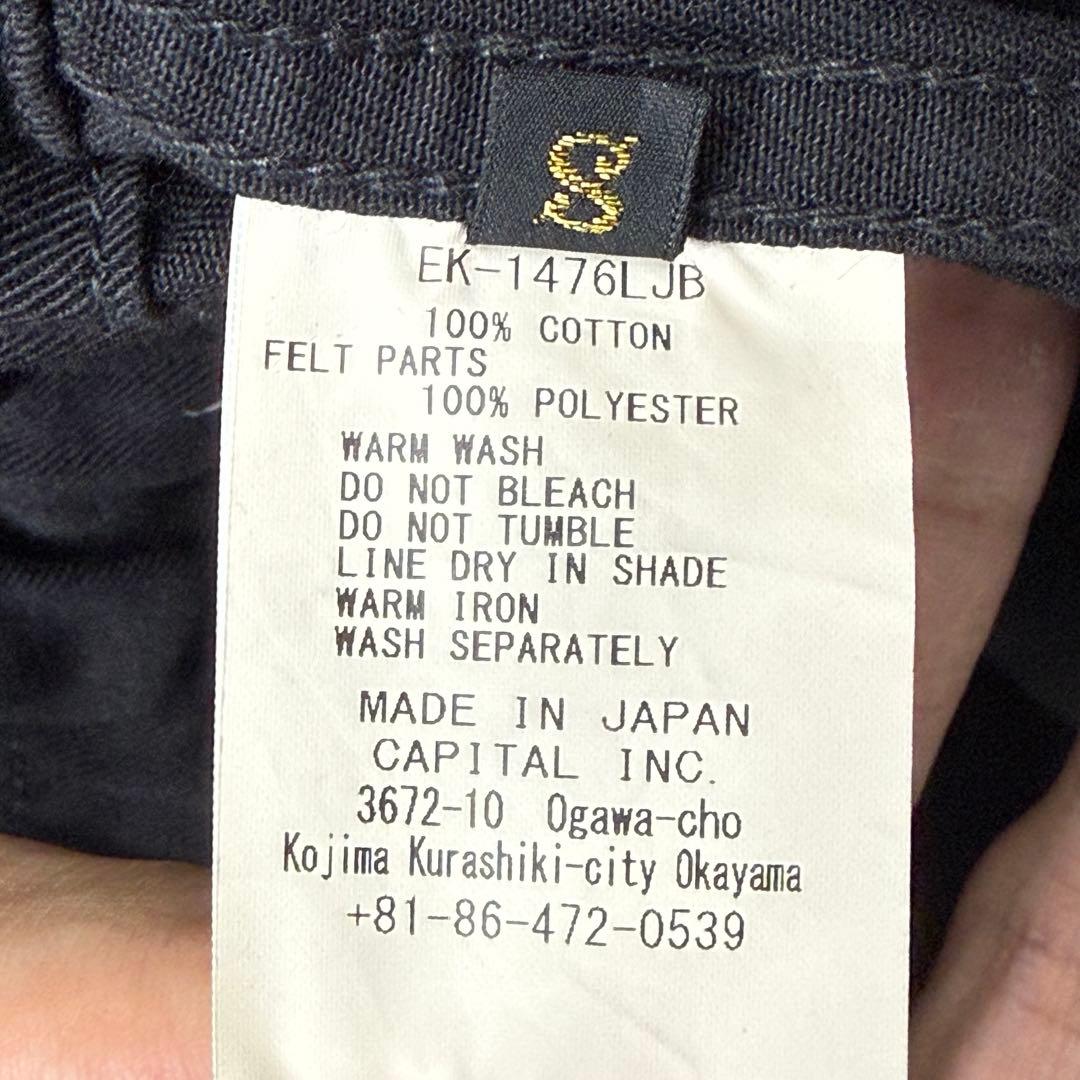 S
EK-1476LJB
100% COTTON
FELT PARTS
100% POLYESTER
WARM WASH
DO NOT BLEACH
DO NOT TUMBLE
LINE DRY IN SHADE
WARM IRON
WASH SEPARATELY
MADE IN JAPAN
CAPITAL INC.
3672-10 Ogawa-cho
Kojima Kurashiki-city Okayama
+81-86-472-0539